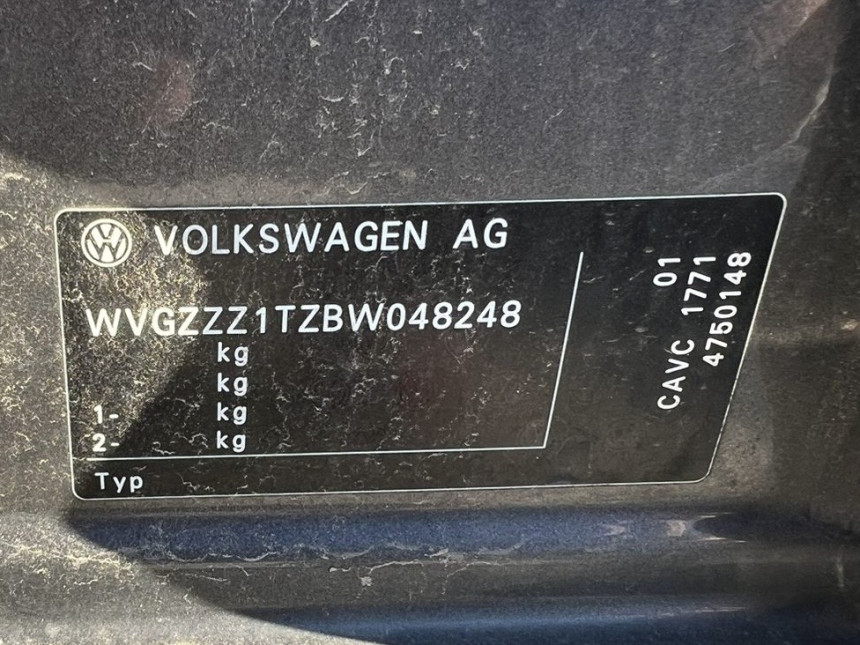 VOLKSWAGEN AG
WVGZZZ1TZBW048248
kg
kg
1- kg
2- kg
Typ
01
CAVC 1771
4750148